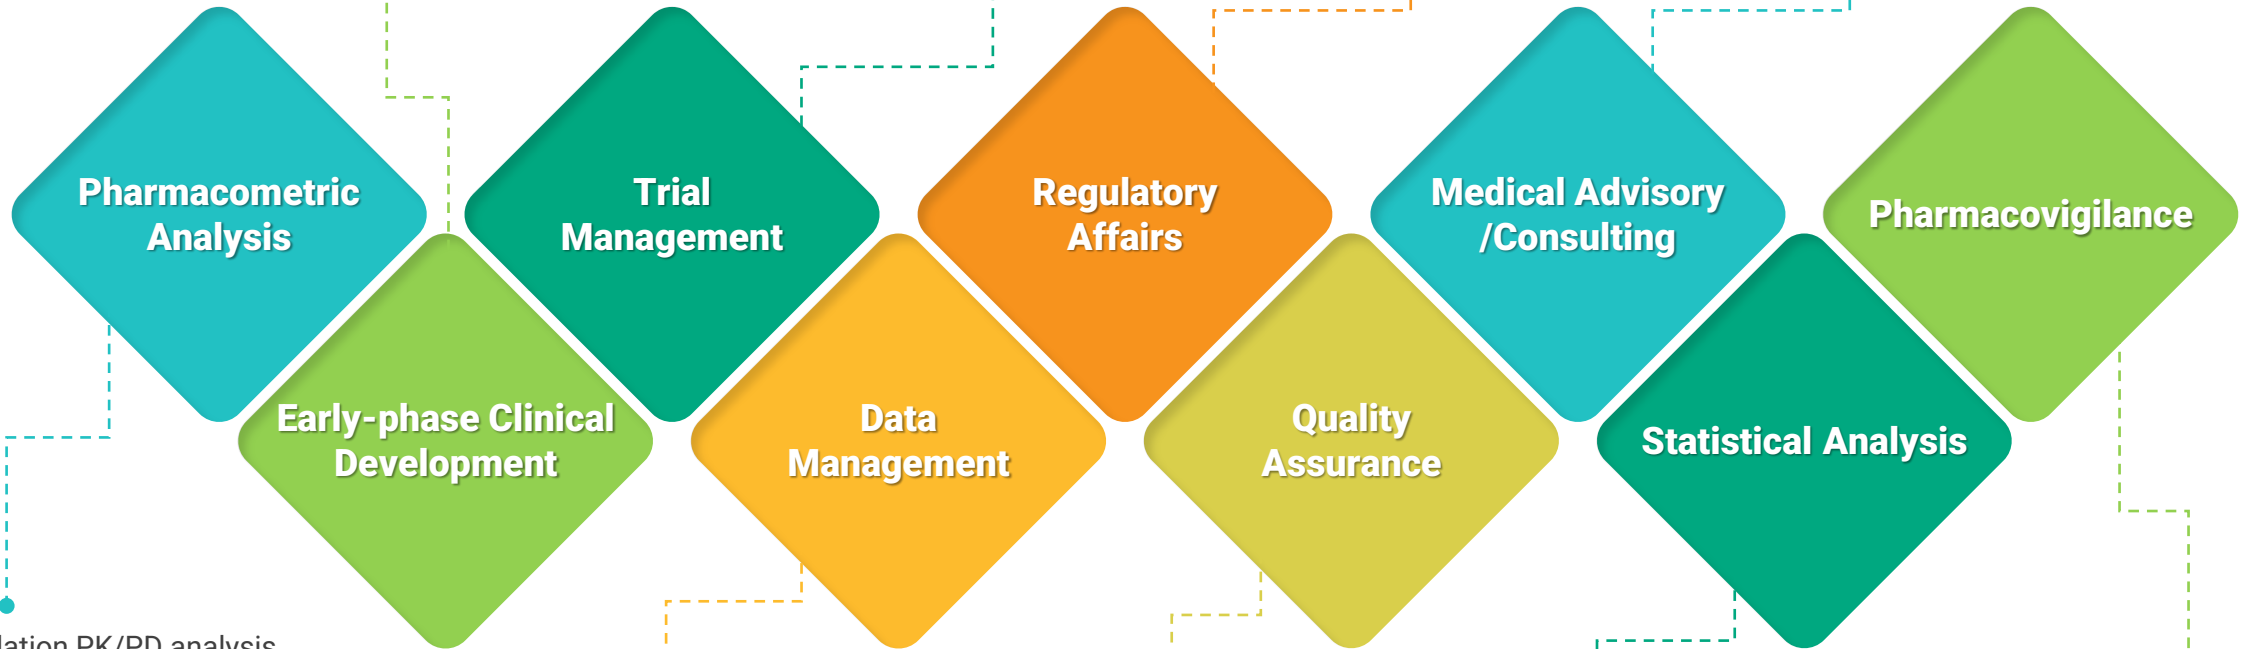 Pharmacometric
Analysis
Trial
Management
Regulatory
Affairs
Medical Advisory
/Consulting
Pharmacovigilance
Early-phase Clinical
Development
Data
Management
Quality
Assurance
Statistical Analysis
PK/PD analysis